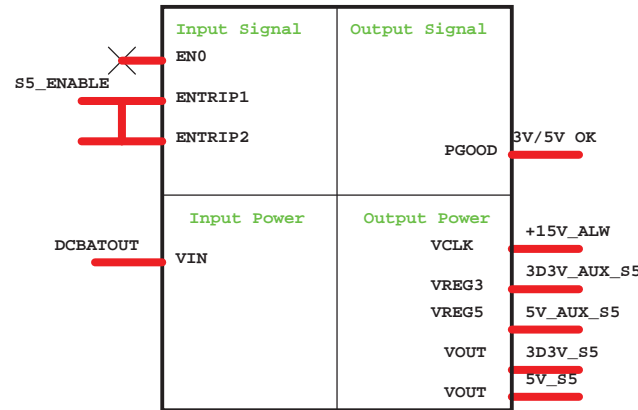 Input Signal Output Signal
EN0
S5_ENABLE
ENTRIP1
ENTRIP2
3V/5V OK
PGOOD
Input Power Output Power
+15V_ALW
DCBATOUT
VCLK
VIN
3D3V_AUX_S5
VREG3
5V_AUX_S5
VREG5
3D3V_S5
VOUT
5V_S5
VOUT